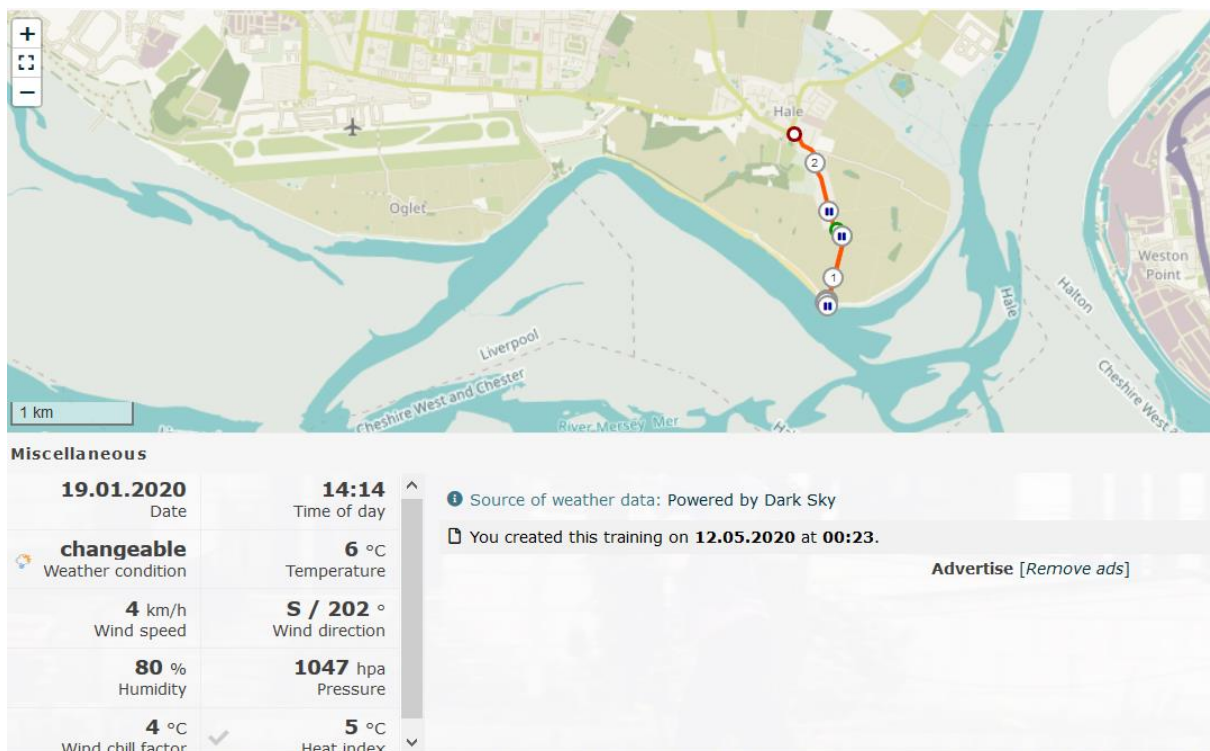 +
−
Hale
2
Oglet
1
Weston
Point
Hale
Halton
Liverpool
Cheshire West and Chester
River Mersey Mer
Cheshire West a
1 km
Miscellaneous
19.01.2020 14:14
Date Time of day
changeable 6 °C
Weather condition Temperature
4 km/h S / 202 °
Wind speed Wind direction
80 % 1047 hpa
Humidity Pressure
4 °C 5 °C
Wind chill factor Heat index
Source of weather data: Powered by Dark Sky
You created this training on 12.05.2020 at 00:23.
Advertise [Remove ads]